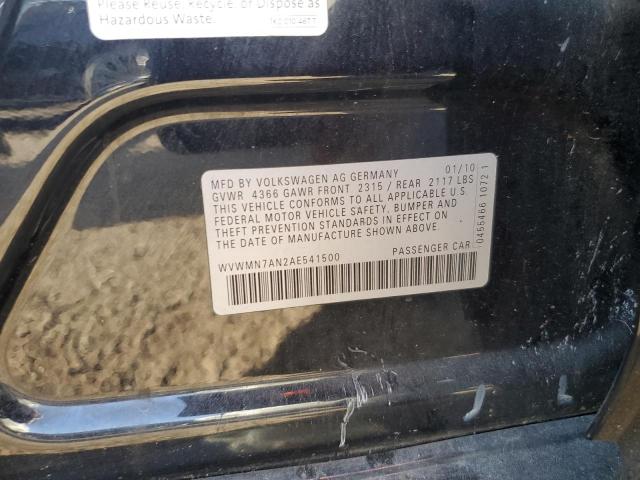 Please Reuse, Recycle, or Dispose as
Hazardous Waste.
MFD BY VOLKSWAGEN AG GERMANY 01/10
GVWR 4366 GAWR FRONT 2315 / REAR 2117 LBS
THIS VEHICLE CONFORMS TO ALL APPLICABLE U.S.
FEDERAL MOTOR VEHICLE SAFETY, BUMPER AND
THEFT PREVENTION STANDARDS IN EFFECT ON
THE DATE OF MANUFACTURE SHOWN ABOVE.
WVWMN7AN2AE541500 PASSENGER CAR
0455466 1072 1